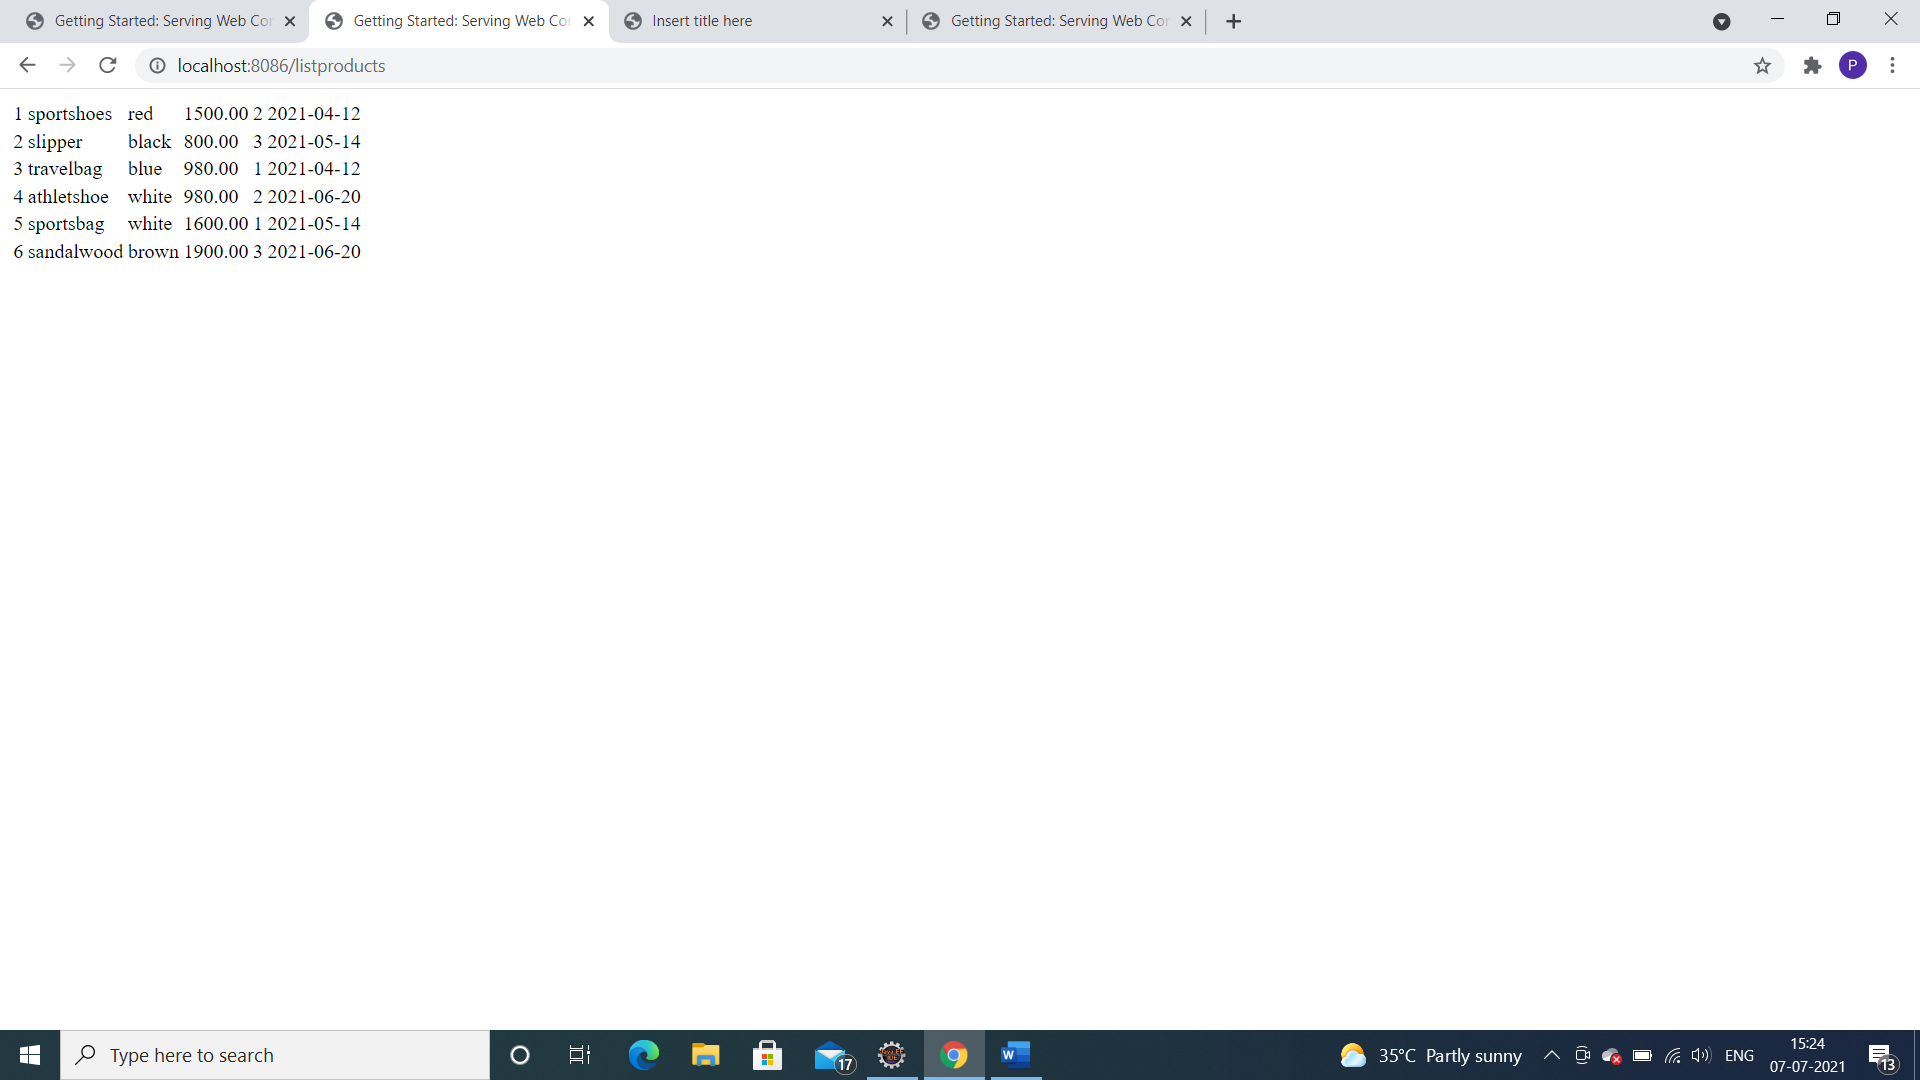 Getting Started: Serving Web Cor
Getting Started: Serving Web Cor
Insert title here
Getting Started: Serving Web Cor
localhost:8086/listproducts
P
1 sportshoes red 1500.00 2 2021-04-12
2 slipper black 800.00 3 2021-05-14
3 travelbag blue 980.00 1 2021-04-12
4 athletshoe white 980.00 2 2021-06-20
5 sportsbag white 1600.00 1 2021-05-14
6 sandalwood brown 1900.00 3 2021-06-20
Type here to search
17
W
35°C Partly sunny
ENG
15:24
07-07-2021
13